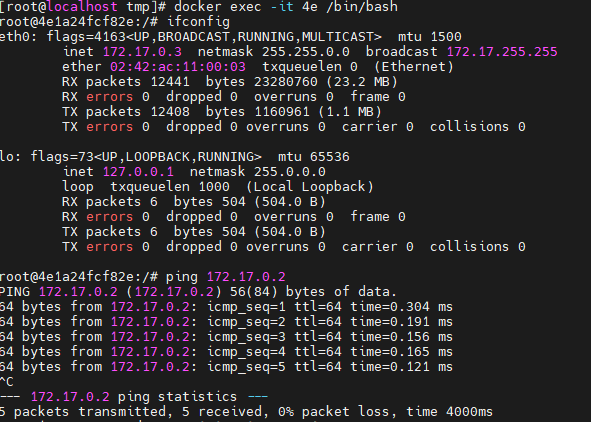 [root@localhost tmp]# docker exec -it 4e /bin/bash
root@4e1a24fcf82e:/# ifconfig
eth0: flags=4163<UP,BROADCAST,RUNNING,MULTICAST>  mtu 1500
        inet 172.17.0.3  netmask 255.255.0.0  broadcast 172.17.255.255
        ether 02:42:ac:11:00:03  txqueuelen 0  (Ethernet)
        RX packets 12441  bytes 23280760 (23.2 MB)
        RX errors 0  dropped 0  overruns 0  frame 0
        TX packets 12408  bytes 1160961 (1.1 MB)
        TX errors 0  dropped 0 overruns 0  carrier 0  collisions 0
lo: flags=73<UP,LOOPBACK,RUNNING>  mtu 65536
        inet 127.0.0.1  netmask 255.0.0.0
        loop  txqueuelen 1000  (Local Loopback)
        RX packets 6  bytes 504 (504.0 B)
        RX errors 0  dropped 0  overruns 0  frame 0
        TX packets 6  bytes 504 (504.0 B)
        TX errors 0  dropped 0 overruns 0  carrier 0  collisions 0
root@4e1a24fcf82e:/# ping 172.17.0.2
PING 172.17.0.2 (172.17.0.2) 56(84) bytes of data.
64 bytes from 172.17.0.2: icmp_seq=1 ttl=64 time=0.304 ms
64 bytes from 172.17.0.2: icmp_seq=2 ttl=64 time=0.191 ms
64 bytes from 172.17.0.2: icmp_seq=3 ttl=64 time=0.156 ms
64 bytes from 172.17.0.2: icmp_seq=4 ttl=64 time=0.165 ms
64 bytes from 172.17.0.2: icmp_seq=5 ttl=64 time=0.121 ms
^C
--- 172.17.0.2 ping statistics ---
5 packets transmitted, 5 received, 0% packet loss, time 4000ms